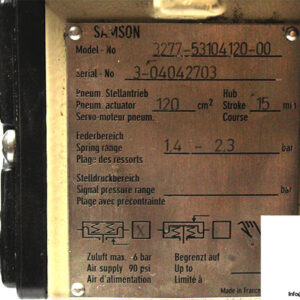 SAMSON
Model - No 3277-53104120-00
Serial - No 3-04042703
Pneum. Stellantrieb Hub
Pneum. actuator 120 cm² Stroke 15 mm
Servo-moteur pneum. Course
Federbereich
Spring range 1,4 - 2,3 bar
Plage des ressorts
Stelldruckbereich
Signal pressure range bar
Plage avec précontrainte
X
Zuluft max. 6 bar Begrenzt auf
Air supply 90 psi Up to
Air d'alimentation Limité à
Made in France